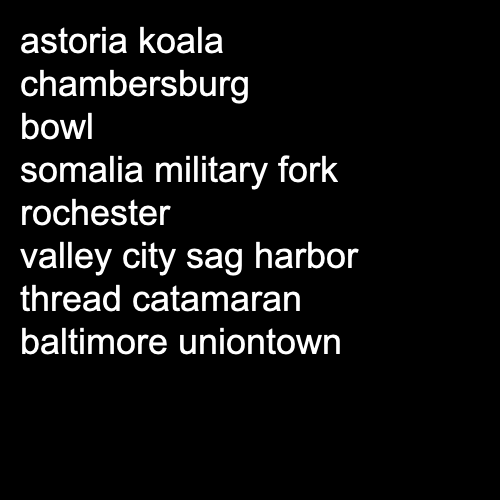 astoria koala
chambersburg
bowl
somalia military fork
rochester
valley city sag harbor
thread catamaran
baltimore uniontown